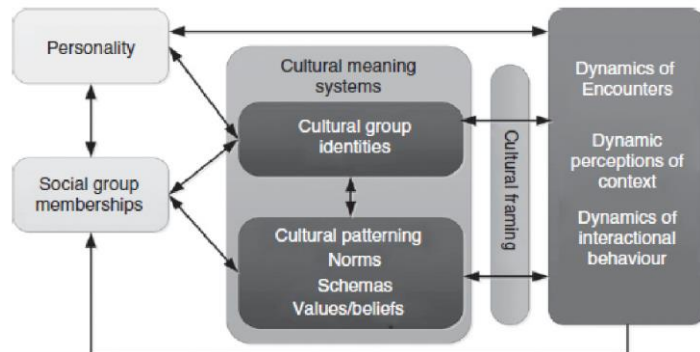 Personality
Social group
memberships
Cultural meaning
systems
Cultural group
identities
Cultural patterning
Norms
Schemas
Values/beliefs
Cultural framing
Dynamics of
Encounters
Dynamic
perceptions of
context
Dynamics of
interactional
behaviour